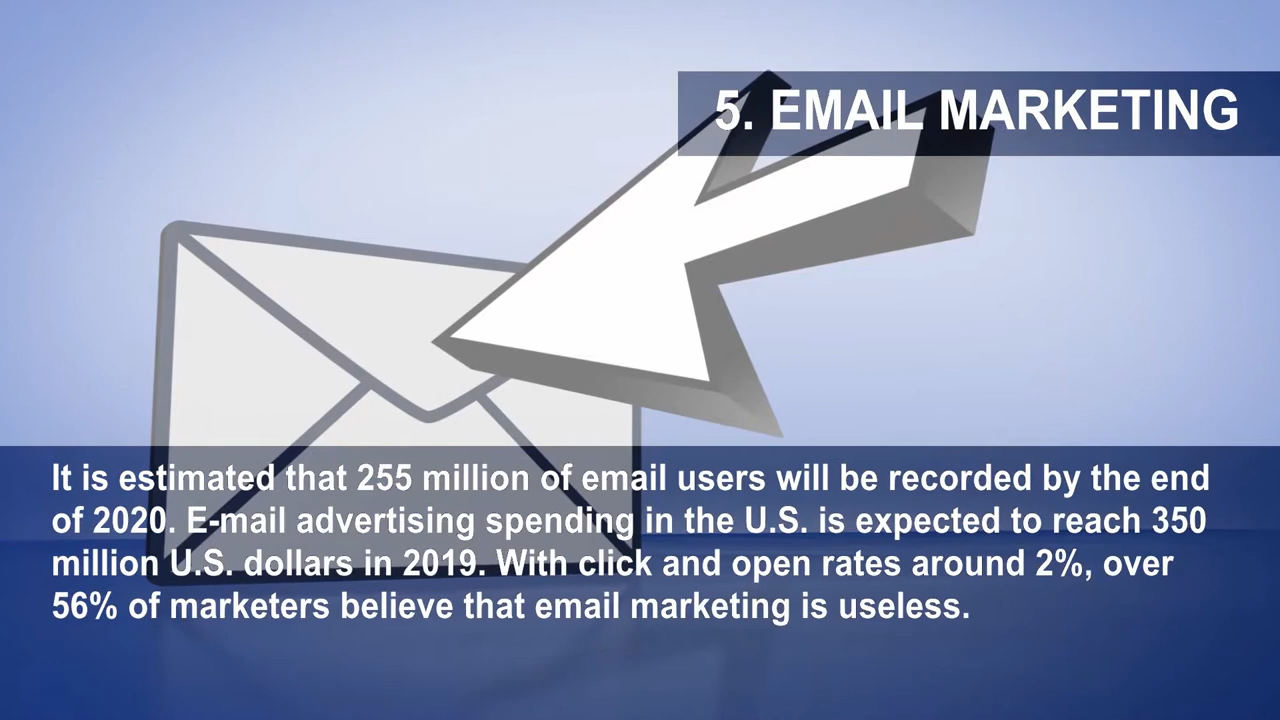 5. EMAIL MARKETING
It is estimated that 255 million of email users will be recorded by the end
of 2020. E-mail advertising spending in the U.S. is expected to reach 350
million U.S. dollars in 2019. With click and open rates around 2%, over
56% of marketers believe that email marketing is useless.